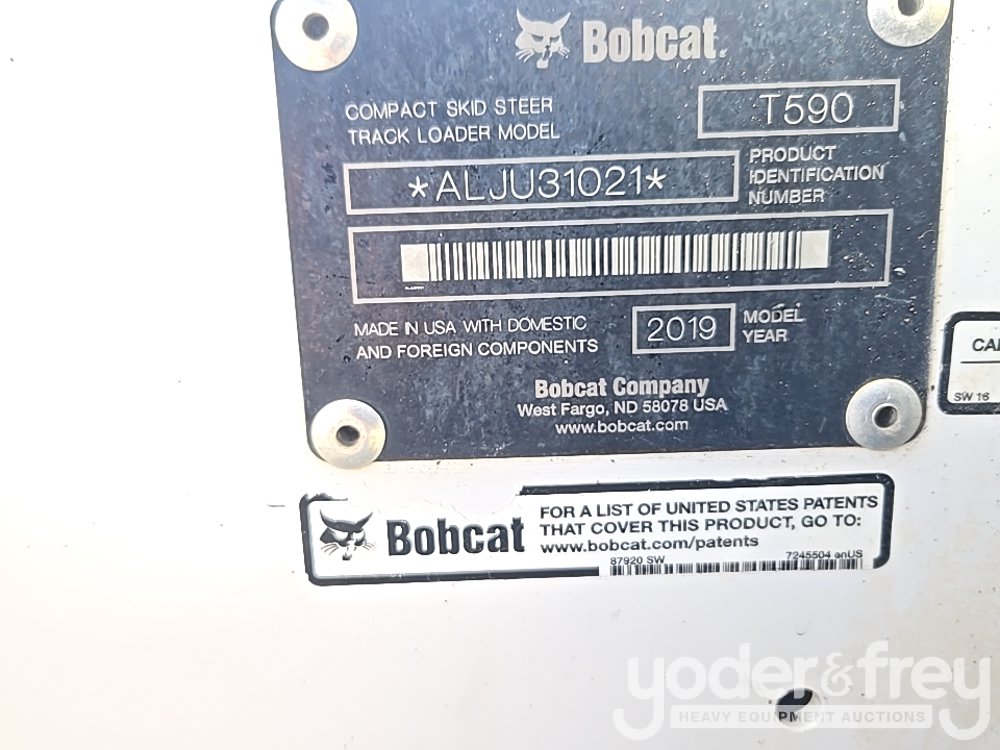 Bobcat.
COMPACT SKID STEER
TRACK LOADER MODEL
T590
*ALJU31021*
PRODUCT
IDENTIFICATION
NUMBER
MADE IN USA WITH DOMESTIC
AND FOREIGN COMPONENTS
2019
MODEL
YEAR
Bobcat Company
West Fargo, ND 58078 USA
www.bobcat.com
SW 16
Bobcat
FOR A LIST OF UNITED STATES PATENTS
THAT COVER THIS PRODUCT, GO TO:
www.bobcat.com/patents
87920 SW
7245504 enUS
yoder&frey
HEAVY EQUIPMENT AUCTIONS